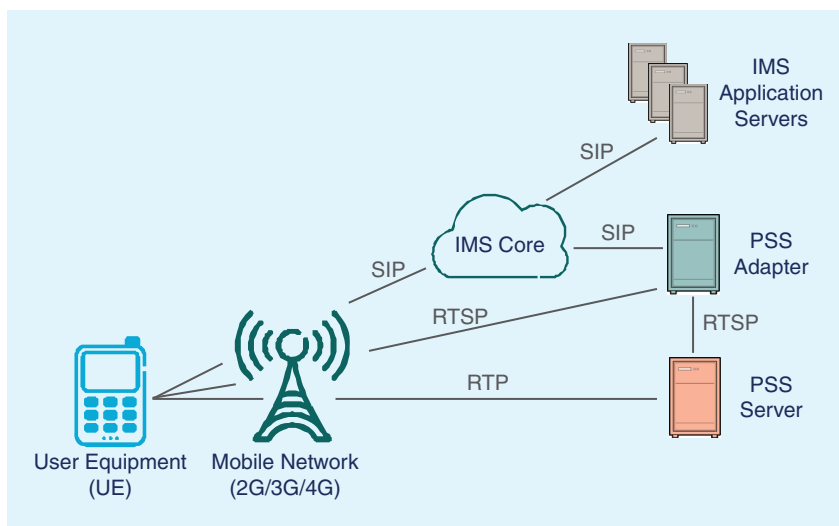 IMS
Application
Servers
SIP
IMS Core
SIP
PSS
Adapter
SIP
RTSP
RTSP
RTP
PSS
Server
User Equipment
(UE)
Mobile Network
(2G/3G/4G)